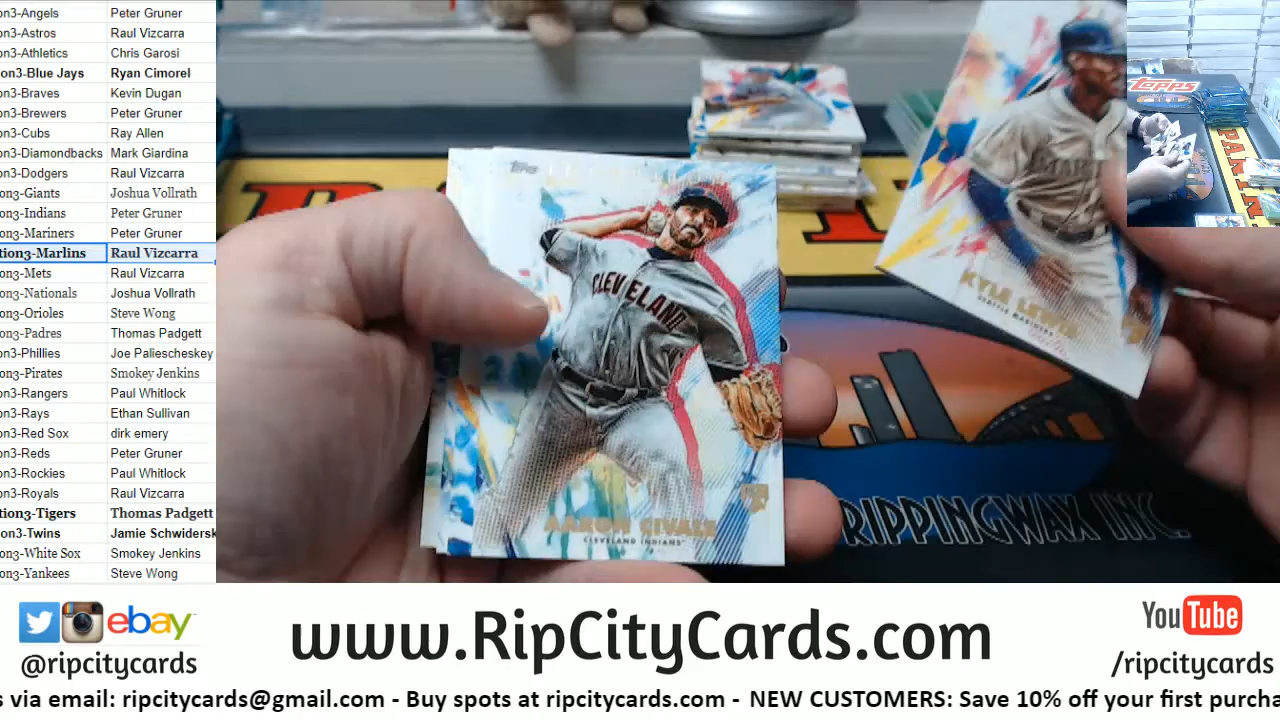 on3-Angels Peter Gruner
on3-Astros Raul Vizcarra
on3-Athletics Chris Garosi
on3-Blue Jays Ryan Cimorel
on3-Braves Kevin Dugan
on3-Brewers Peter Gruner
on3-Cubs Ray Allen
on3-Diamondbacks Mark Giardina
on3-Dodgers Raul Vizcarra
on3-Giants Joshua Vollrath
on3-Indians Peter Gruner
on3-Mariners Peter Gruner
tion3-Marlins Raul Vizcarra
on3-Mets Raul Vizcarra
on3-Nationals Joshua Vollrath
on3-Orioles Steve Wong
on3-Padres Thomas Padgett
on3-Phillies Joe Paliescheskey
on3-Pirates Smokey Jenkins
on3-Rangers Paul Whitlock
on3-Rays Ethan Sullivan
on3-Red Sox dirk emery
on3-Reds Peter Gruner
on3-Rockies Paul Whitlock
on3-Royals Raul Vizcarra
tion3-Tigers Thomas Padgett
on3-Twins Jamie Schwidersk
on3-White Sox Smokey Jenkins
on3-Yankees Steve Wong
Topps
CLEVELAND
AARON CIVALE
CLEVELAND INDIANS
KYLE LEWIS
SEATTLE MARINERS
RIPPINGWAX INC.
Topps
PANINI
ebay
@ripcitycards
www.RipCityCards.com
YouTube
/ripcitycards
s via email: ripcitycards@gmail.com - Buy spots at ripcitycards.com - NEW CUSTOMERS: Save 10% off your first purcha